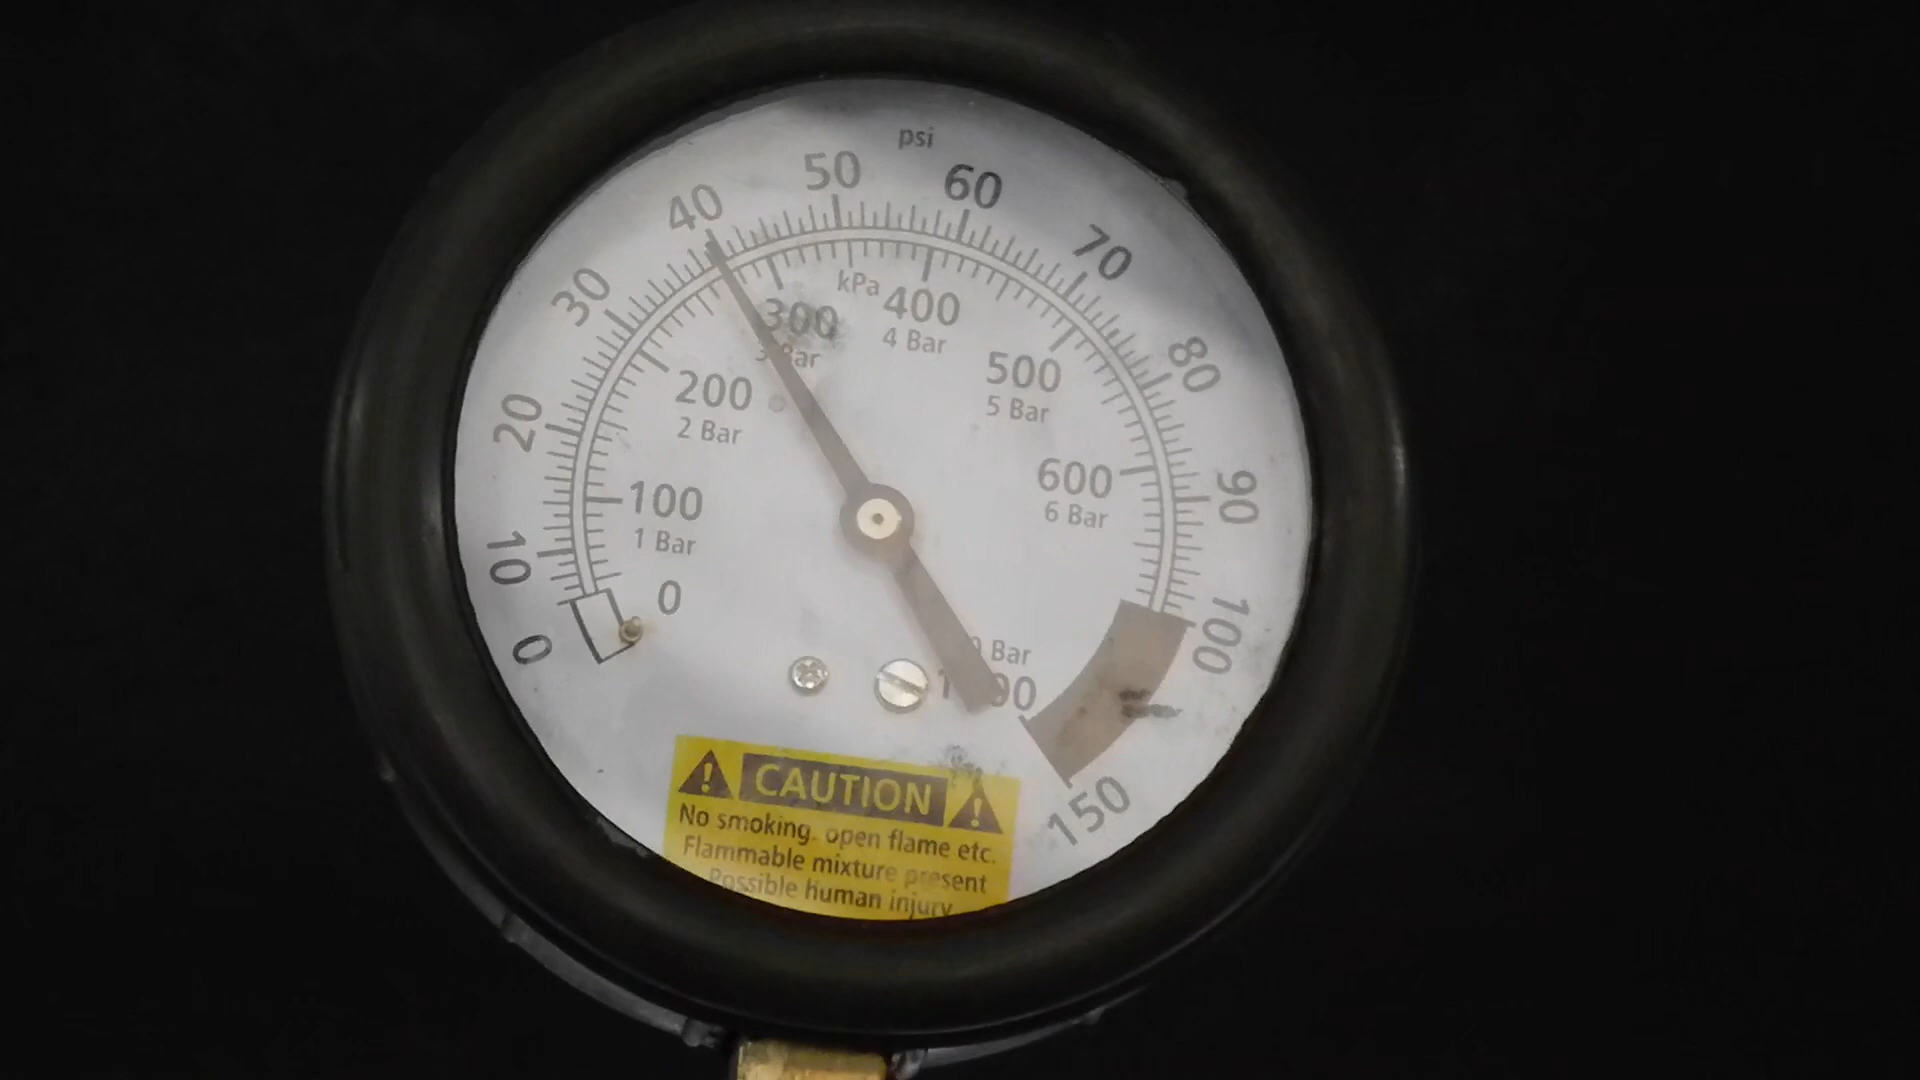 psi
0
10
20
30
40
50
60
70
80
90
100
150
kPa
0
100
1 Bar
200
2 Bar
300
400
4 Bar
500
5 Bar
600
6 Bar
Bar
CAUTION
No smoking. open flame etc.
Flammable mixture present
Possible human injury